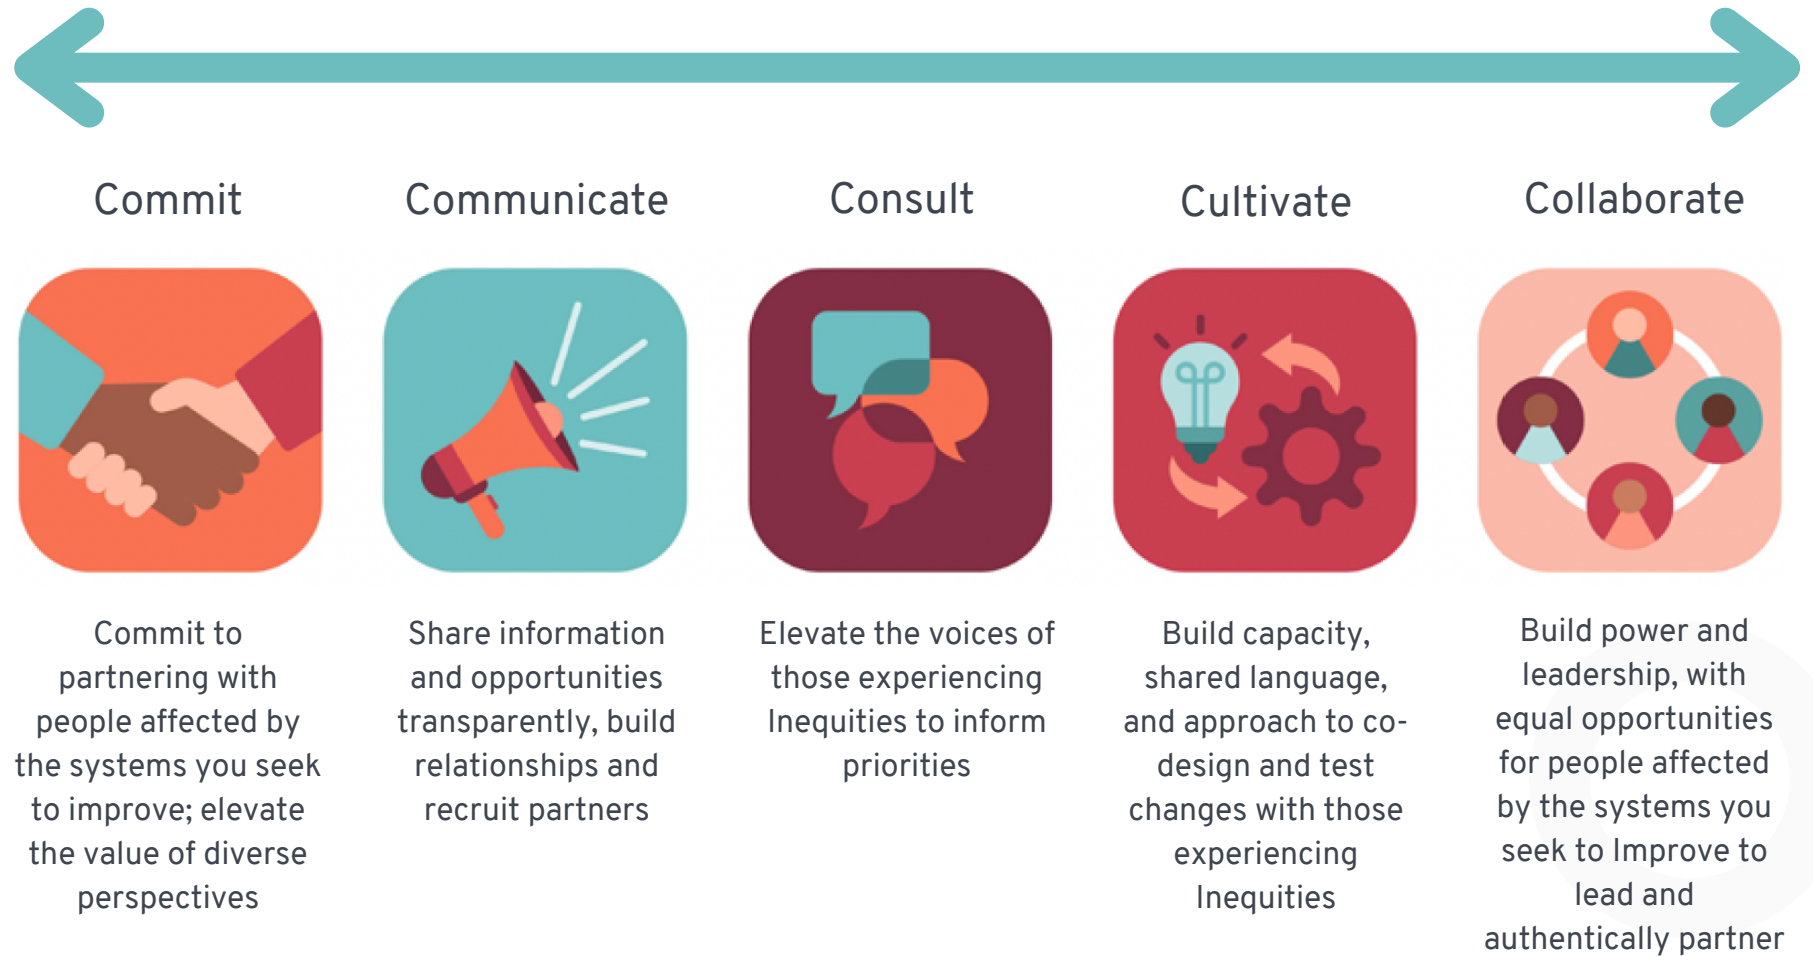 Commit
Communicate
Consult
Cultivate
Collaborate
Commit to
partnering with
people affected by
the systems you seek
to improve; elevate
the value of diverse
perspectives
Share information
and opportunities
transparently, build
relationships and
recruit partners
Elevate the voices of
those experiencing
Inequities to inform
priorities
Build capacity,
shared language,
and approach to co-
design and test
changes with those
experiencing
Inequities
Build power and
leadership, with
equal opportunities
for people affected
by the systems you
seek to Improve to
lead and
authentically partner